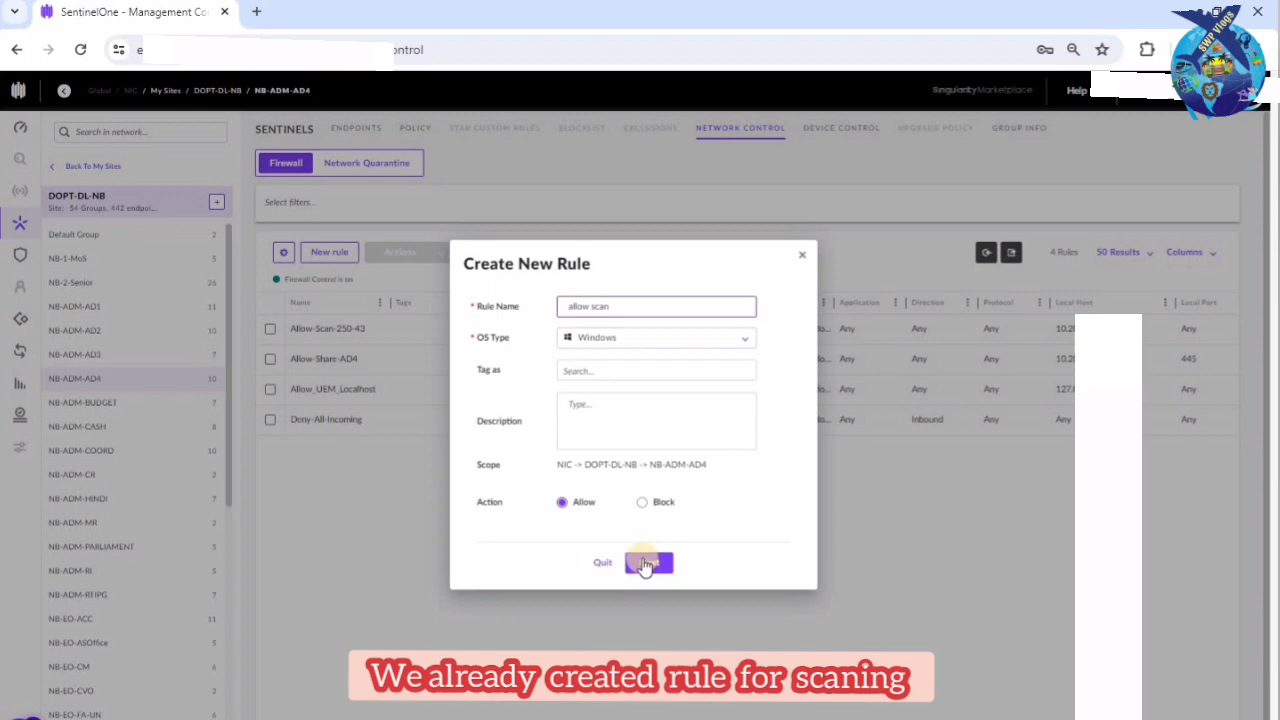 SentinelOne - Management Co
e
ontrol
SWP Vlogs
Global / NIC / My Sites / DOPT-DL-NB / NB-ADM-AD4
Singularity Marketplace
Help
Search in network...
SENTINELS
ENDPOINTS
POLICY
STAR CUSTOM RULES
BLOCKLIST
EXCLUSIONS
NETWORK CONTROL
DEVICE CONTROL
UPGRADE POLICY
GROUP INFO
Back To My Sites
Firewall
Network Quarantine
DOPT-DL-NB
Site: 54 Groups, 442 endpoi...
Select filters...
Default Group 2
NB-1-MoS 5
NB-2-Senior 26
NB-ADM-AD1 11
NB-ADM-AD2 10
NB-ADM-AD3 7
NB-ADM-AD4 10
NB-ADM-BUDGET 7
NB-ADM-CASH 8
NB-ADM-COORD 10
NB-ADM-CR 2
NB-ADM-HINDI 7
NB-ADM-MR 2
NB-ADM-PARLIAMENT 3
NB-ADM-RI 5
NB-ADM-RTIPG 7
NB-EO-ACC 11
NB-EO-ASOffice 5
NB-EO-CM
NB-EO-CVO
NB-EO-FA-UN
New rule
Actions
4 Rules
50 Results
Columns
Firewall Control is on
Name
Tags
Application
Direction
Protocol
Local Host
Local Port
Allow-Scan-250-43 Any Any Any 10.20 Any
Allow-Share-AD4 Any Any Any 10.20 445
Allow_UEM_Localhost Any Any Any 127. Any
Deny-All-Incoming Any Inbound Any Any Any
Create New Rule
* Rule Name allow scan
* OS Type Windows
Tag as Search...
Description Type...
Scope NIC -> DOPT-DL-NB -> NB-ADM-AD4
Action Allow Block
Quit
We already created rule for scaning